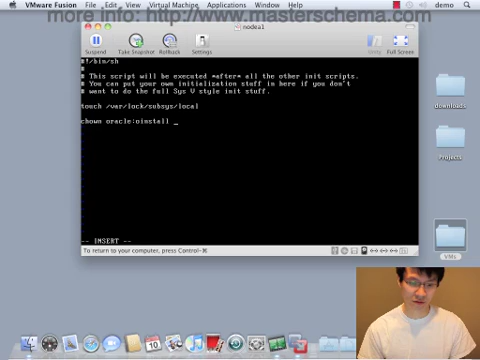 VMware Fusion File Edit View Virtual Machine Applications Window Help demo
more info: http://www.masterschema.com
nodea1
Suspend Take Snapshot Rollback Settings Unity Full Screen
#!/bin/sh
#
# This script will be executed *after* all the other init scripts.
# You can put your own initialization stuff in here if you don't
# want to do the full Sys V style init stuff.
touch /var/lock/subsys/local
chown oracle:oinstall _
-- INSERT --
To return to your computer, press Control-⌘
downloads
Projects
VMs
10